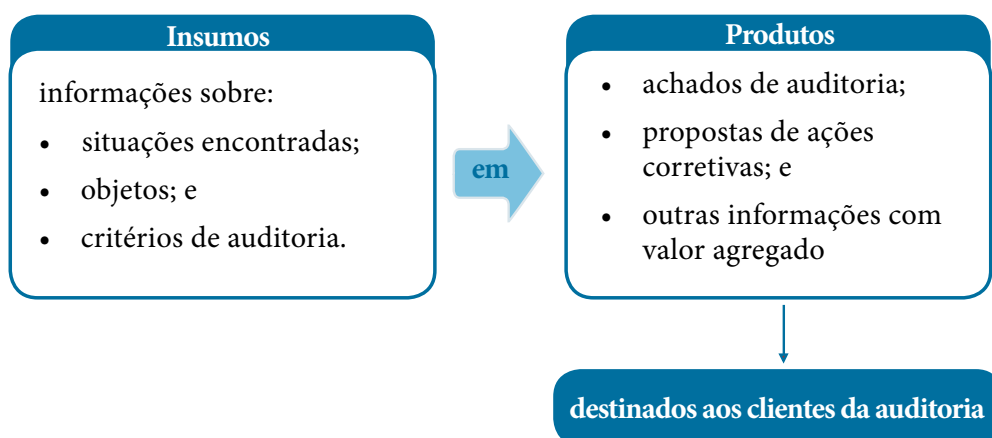 Insumos
informações sobre:
• situações encontradas;
• objetos; e
• critérios de auditoria.
em
Produtos
• achados de auditoria;
• propostas de ações
corretivas; e
• outras informações com
valor agregado
destinados aos clientes da auditoria